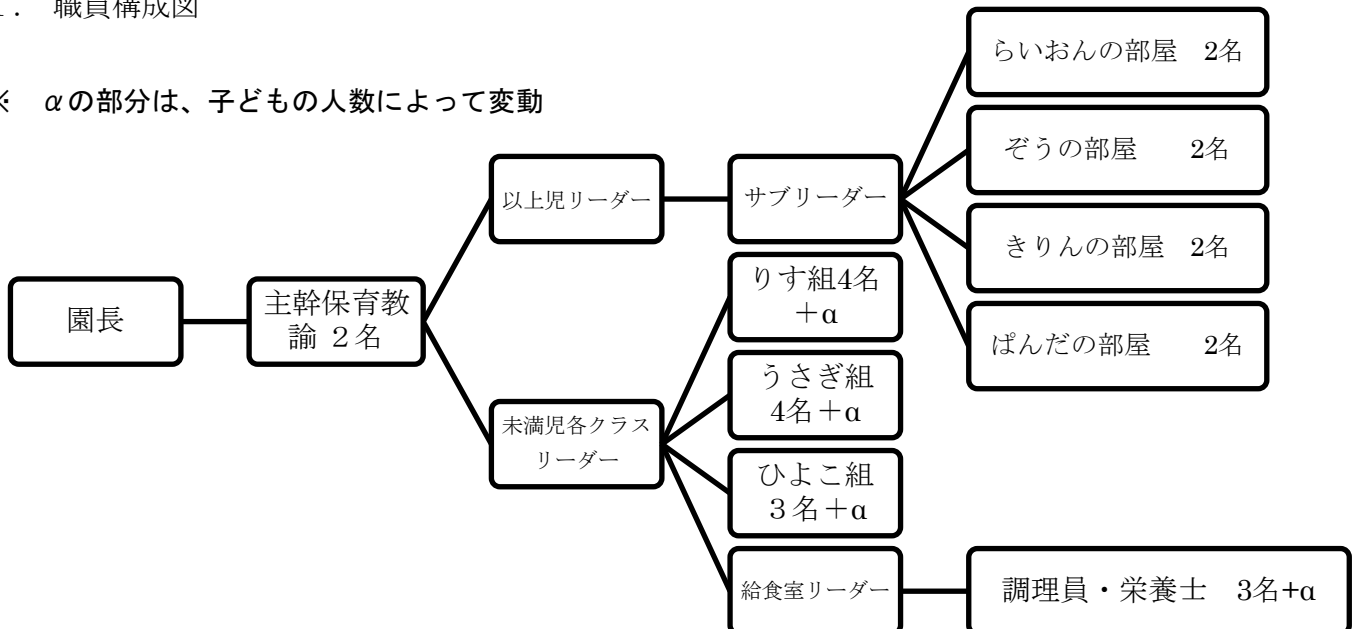 職員構成図
αの部分は、子どもの人数によって変動
園長
主幹保育教
諭 ２名
以上児リーダー
サブリーダー
らいおんの部屋　2名
ぞうの部屋　　2名
きりんの部屋　2名
ぱんだの部屋　　2名
未満児各クラス
リーダー
りす組4名
＋α
うさぎ組
4名＋α
ひよこ組
３名＋α
給食室リーダー
調理員・栄養士　3名+α